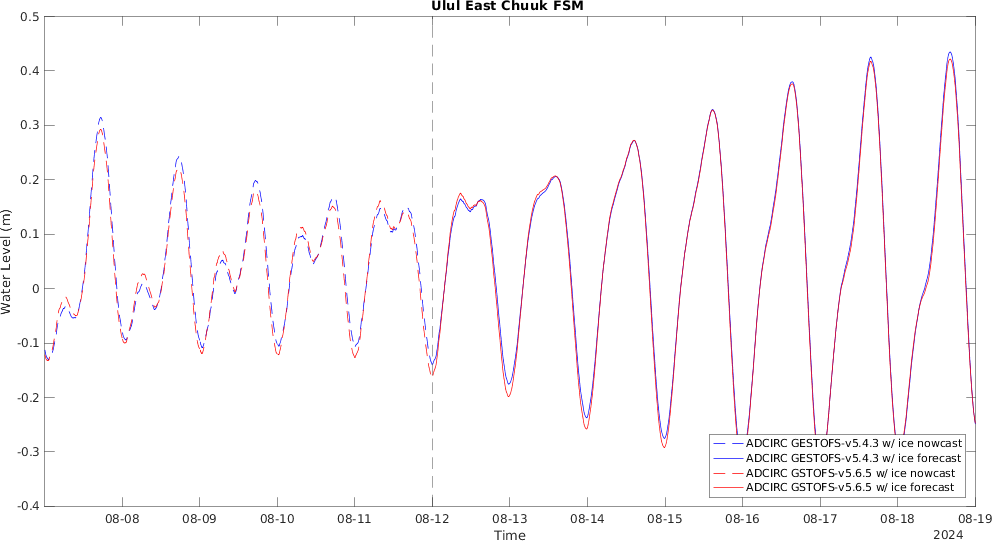 Ulul East Chuuk FSM
0.5
0.4
0.3
0.2
0.1
0
-0.1
-0.2
-0.3
-0.4
Water Level (m)
ADCIRC GESTOFS-v5.4.3 w/ ice nowcast
ADCIRC GESTOFS-v5.4.3 w/ ice forecast
ADCIRC GSTOFS-v5.6.5 w/ ice nowcast
ADCIRC GSTOFS-v5.6.5 w/ ice forecast
08-08 08-09 08-10 08-11 08-12 08-13 08-14 08-15 08-16 08-17 08-18 08-19
Time
2024